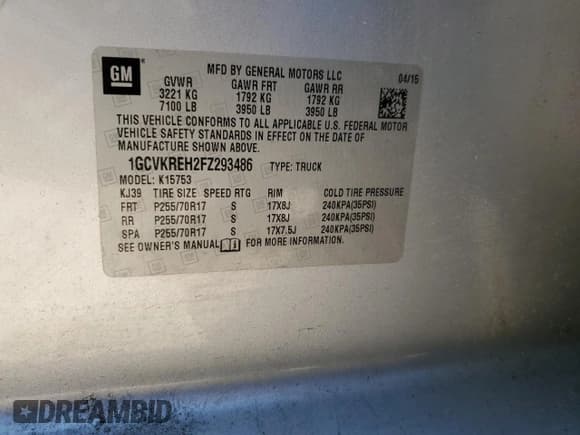 GM
MFD BY GENERAL MOTORS LLC
04/15
GVWR GAWR FRT GAWR RR
3221 KG 1792 KG 1792 KG
7100 LB 3950 LB 3950 LB
THIS VEHICLE CONFORMS TO ALL APPLICABLE U.S. FEDERAL MOTOR
VEHICLE SAFETY STANDARDS IN EFFECT ON THE DATE OF
MANUFACTURE SHOWN ABOVE.
1GCVKREH2FZ293486 TYPE: TRUCK
MODEL: K15753
KJ39 TIRE SIZE SPEED RTG RIM COLD TIRE PRESSURE
FRT P255/70R17 S 17X8J 240KPA(35PSI)
RR P255/70R17 S 17X8J 240KPA(35PSI)
SPA P255/70R17 S 17X7.5J 240KPA(35PSI)
SEE OWNER'S MANUAL FOR MORE INFORMATION.
DREAMBID